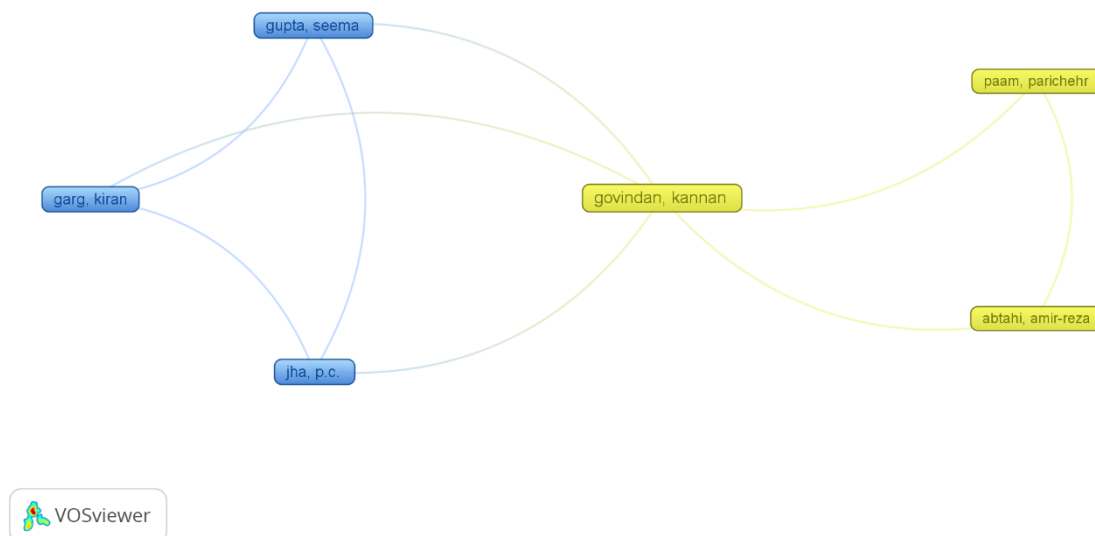 gupta, seema
paam, parichehr
garg, kiran
govindan, kannan
abtahi, amir-reza
jha, p.c.
VOSviewer